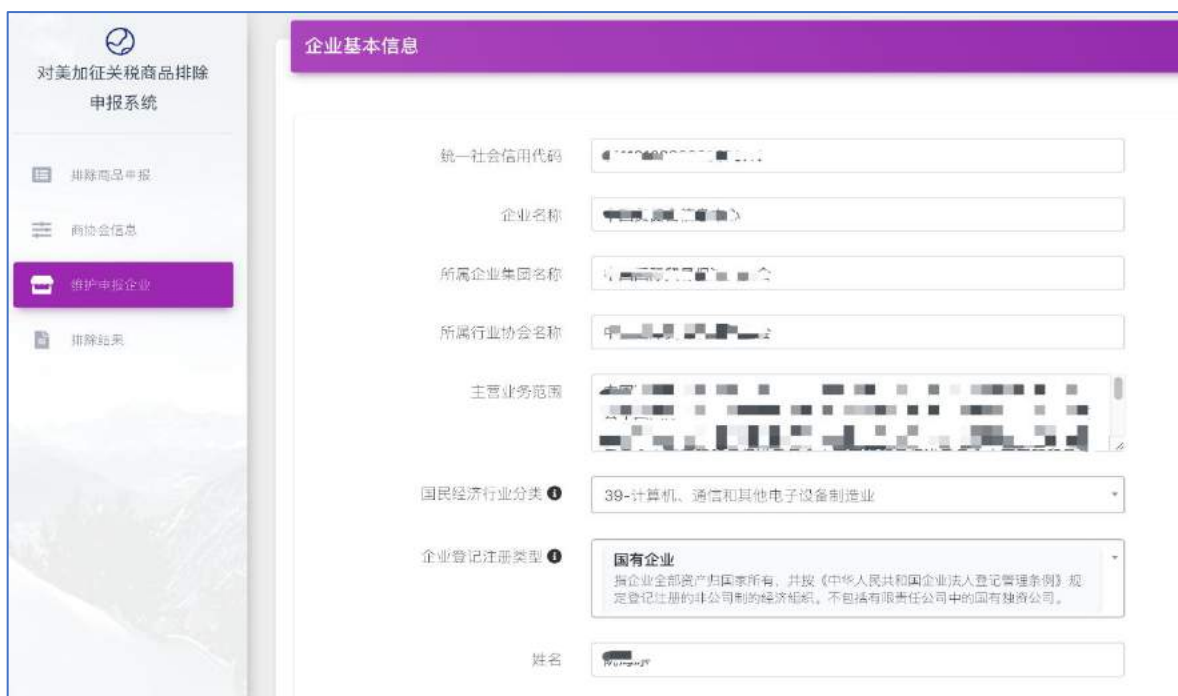 对美加征关税商品排除
申报系统
排除商品申报
商协会信息
维护申报企业
排除结果
企业基本信息
统一社会信用代码
企业名称
所属企业集团名称
所属行业协会名称
主营业务范围
国民经济行业分类
39-计算机、通信和其他电子设备制造业
企业登记注册类型
国有企业
指企业全部资产归国家所有，并按《中华人民共和国企业法人登记管理条例》规
定登记注册的非公司制的经济组织。不包括有限责任公司中的国有独资公司。
姓名